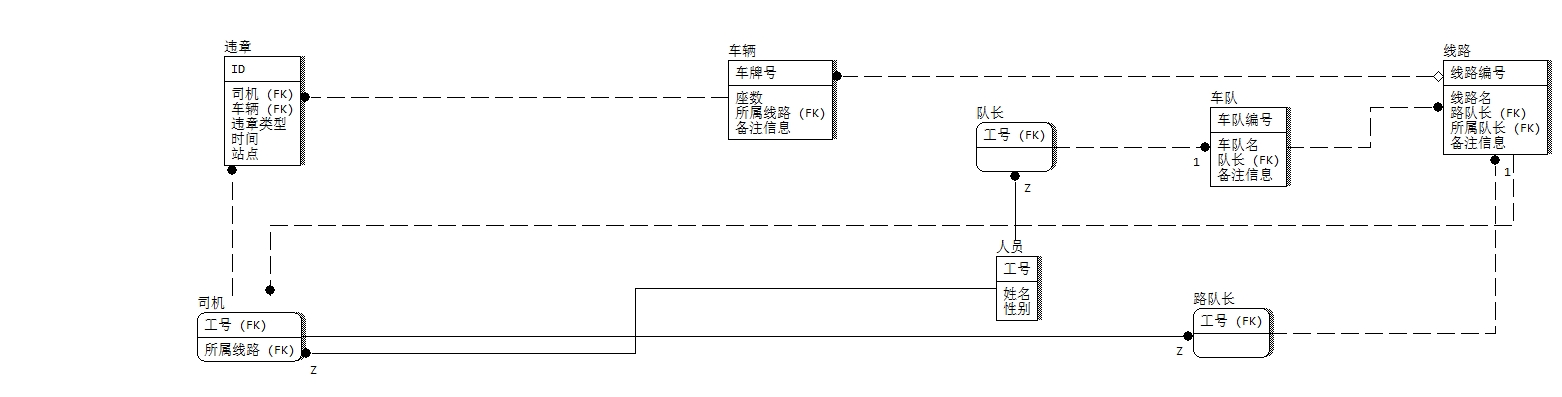 违章
ID
司机 (FK)
车辆 (FK)
违章类型
时间
站点
车辆
车牌号
座数
所属线路 (FK)
备注信息
队长
工号 (FK)
Z
车队
车队编号
车队名
队长 (FK)
备注信息
1
线路
线路编号
线路名
路队长 (FK)
所属队长 (FK)
备注信息
1
人员
工号
姓名
性别
司机
工号 (FK)
所属线路 (FK)
Z
路队长
工号 (FK)
Z